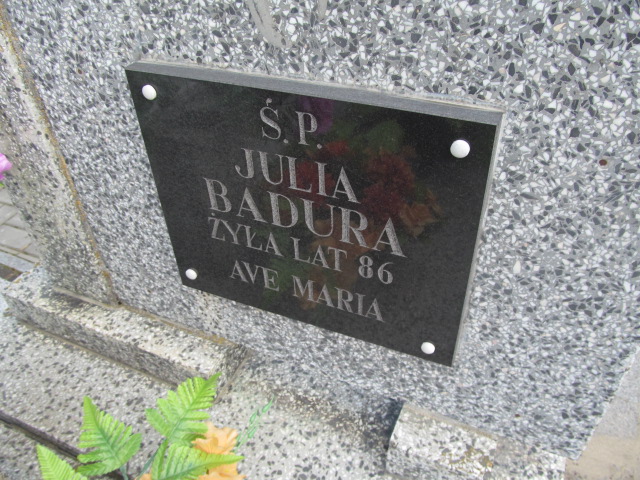 Ś.P.
JULIA
BADURA
ŻYŁA LAT 86
AVE MARIA